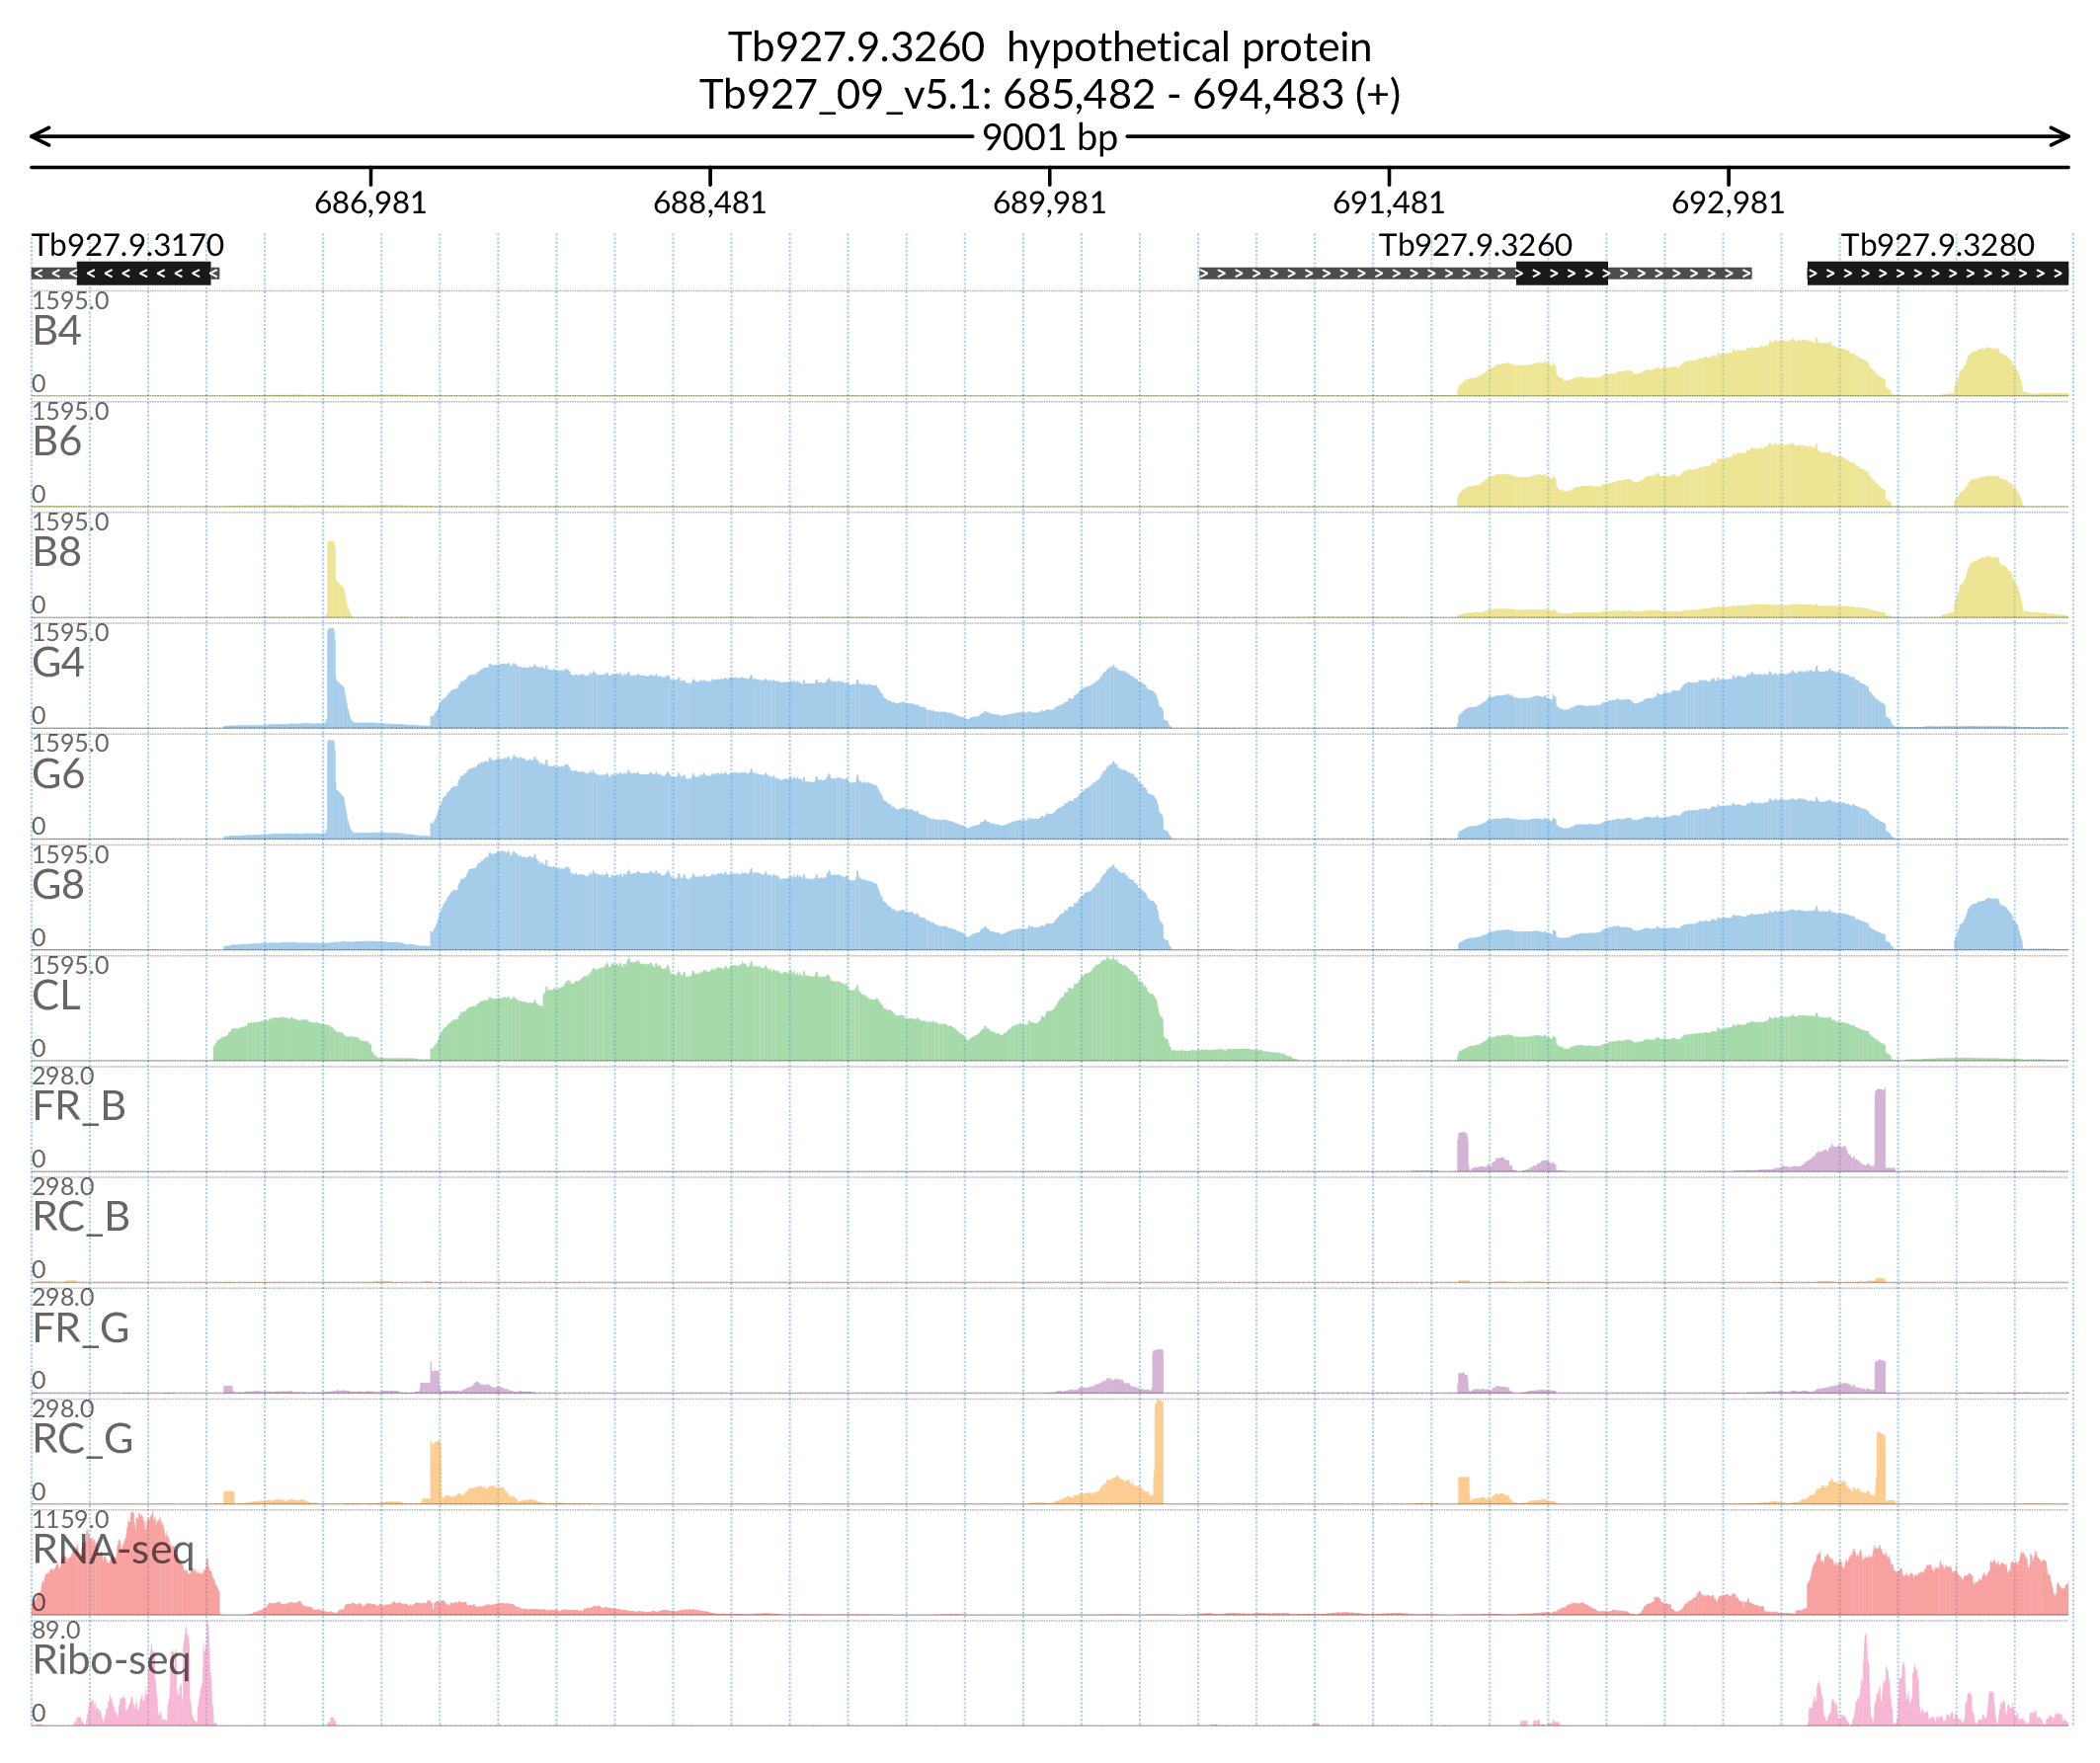 Tb927.9.3260 hypothetical protein
Tb927_09_v5.1: 685,482 - 694,483 (+)
9001 bp
686,981 688,481 689,981 691,481 692,981
Tb927.9.3170 Tb927.9.3260 Tb927.9.3280
1595.0
B4
0
1595.0
B6
0
1595.0
B8
0
1595.0
G4
0
1595.0
G6
0
1595.0
G8
0
1595.0
CL
0
298.0
FR_B
0
298.0
RC_B
0
298.0
FR_G
0
298.0
RC_G
0
1159.0
RNA-seq
0
89.0
Ribo-seq
0